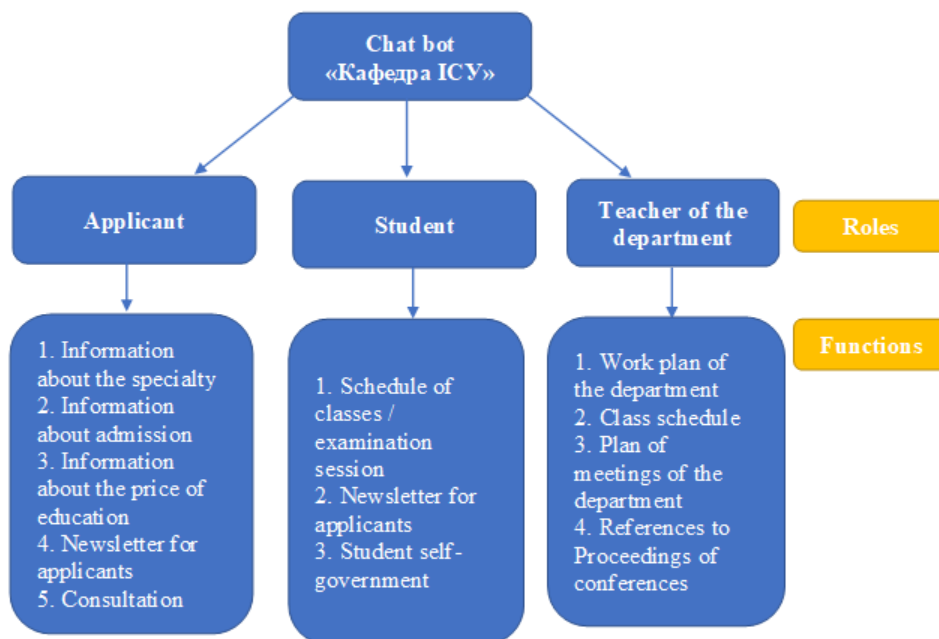 Chat bot
«Кафедра ІСУ»
Applicant
Student
Teacher of the
department
Roles
1. Information
about the specialty
2. Information
about admission
3. Information
about the price of
education
4. Newsletter for
applicants
5. Consultation
1. Schedule of
classes /
examination
session
2. Newsletter for
applicants
3. Student self-
government
1. Work plan of
the department
2. Class schedule
3. Plan of
meetings of the
department
4. References to
Proceedings of
conferences
Functions